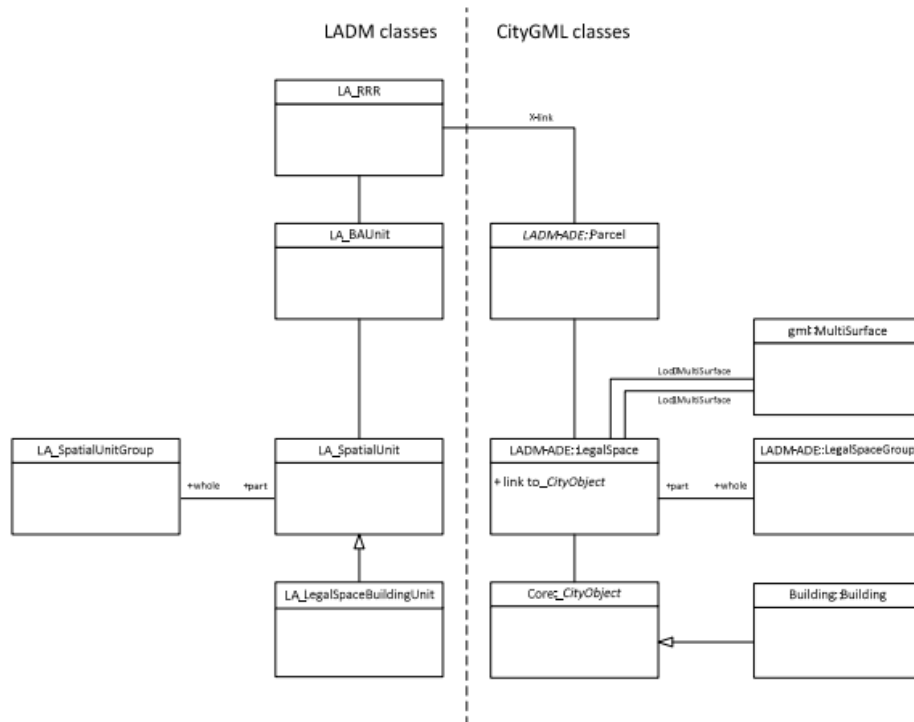 LADM classes
CityGML classes
LA_RRR
X-link
LA_BAUnit
LADM-ADE::Parcel
gml::MultiSurface
Lod0MultiSurface
Lod1MultiSurface
LA_SpatialUnitGroup
+whole
+part
LA_SpatialUnit
LADM-ADE::LegalSpace
+ link to_CityObject
+part
+whole
LADM-ADE::LegalSpaceGroup
LA_LegalSpaceBuildingUnit
Core::_CityObject
Building::Building